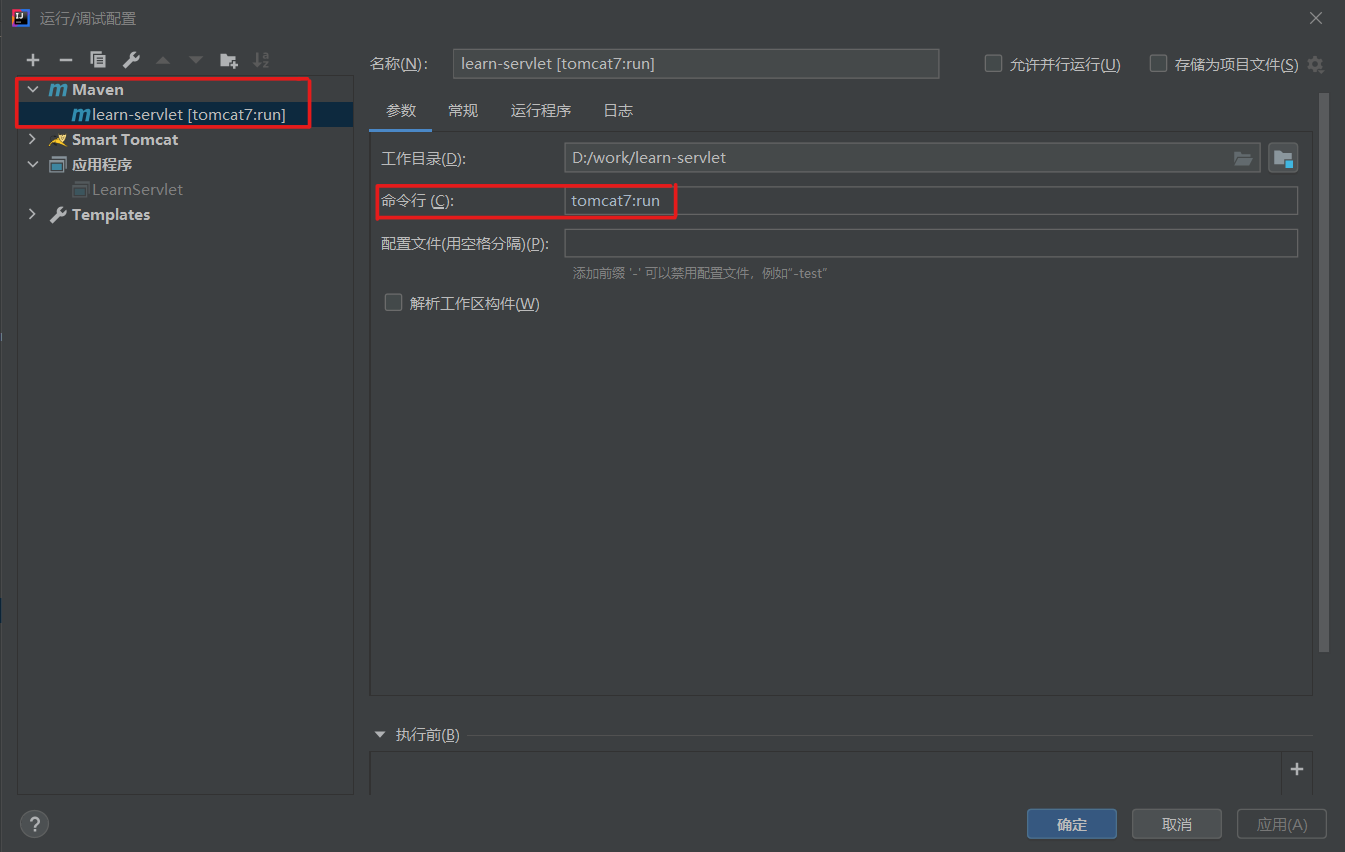 运行/调试配置
名称(N)： learn-servlet [tomcat7:run] 允许并行运行(U) 存储为项目文件(S)
Maven
learn-servlet [tomcat7:run]
Smart Tomcat
应用程序
LearnServlet
Templates
参数 常规 运行程序 日志
工作目录(D): D:/work/learn-servlet
命令行 (C): tomcat7:run
配置文件(用空格分隔)(P):
添加前缀 '-' 可以禁用配置文件，例如"-test"
解析工作区构件(W)
执行前(B)
?
确定 取消 应用(A)